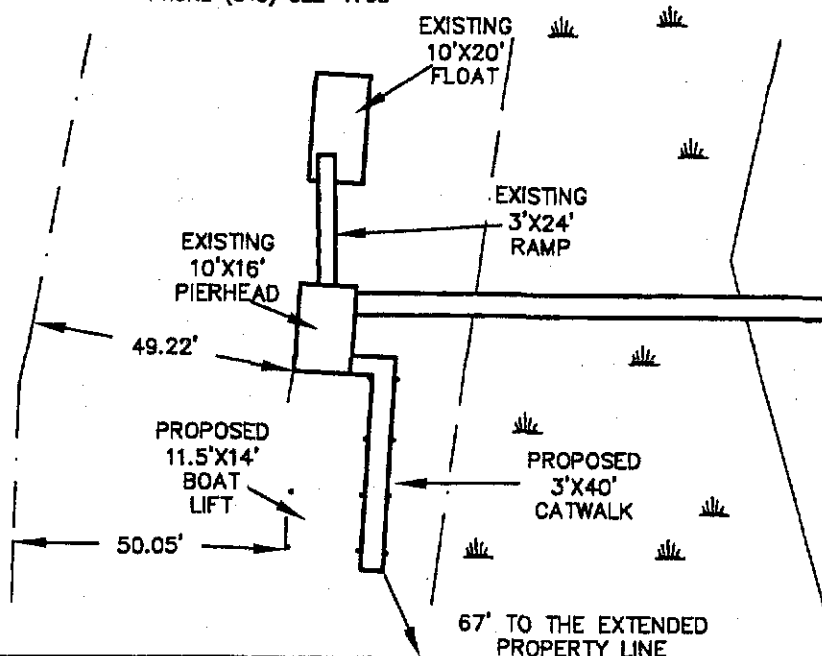 EXISTING
10'X20'
FLOAT
EXISTING
3'X24'
RAMP
EXISTING
10'X16'
PIERHEAD
49.22'
PROPOSED
11.5'X14'
BOAT
LIFT
PROPOSED
3'X40'
CATWALK
50.05'
67' TO THE EXTENDED
PROPERTY LINE